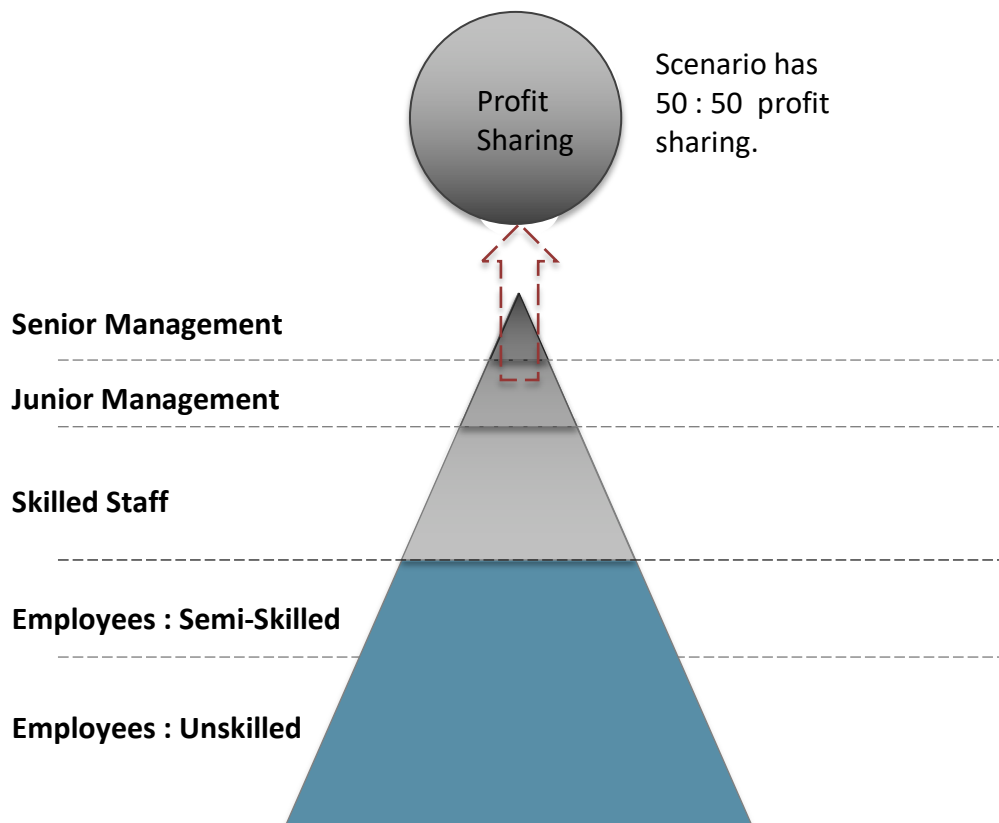 Profit
Sharing
Scenario has
50 : 50 profit
sharing.
Senior Management
Junior Management
Skilled Staff
Employees : Semi-Skilled
Employees : Unskilled